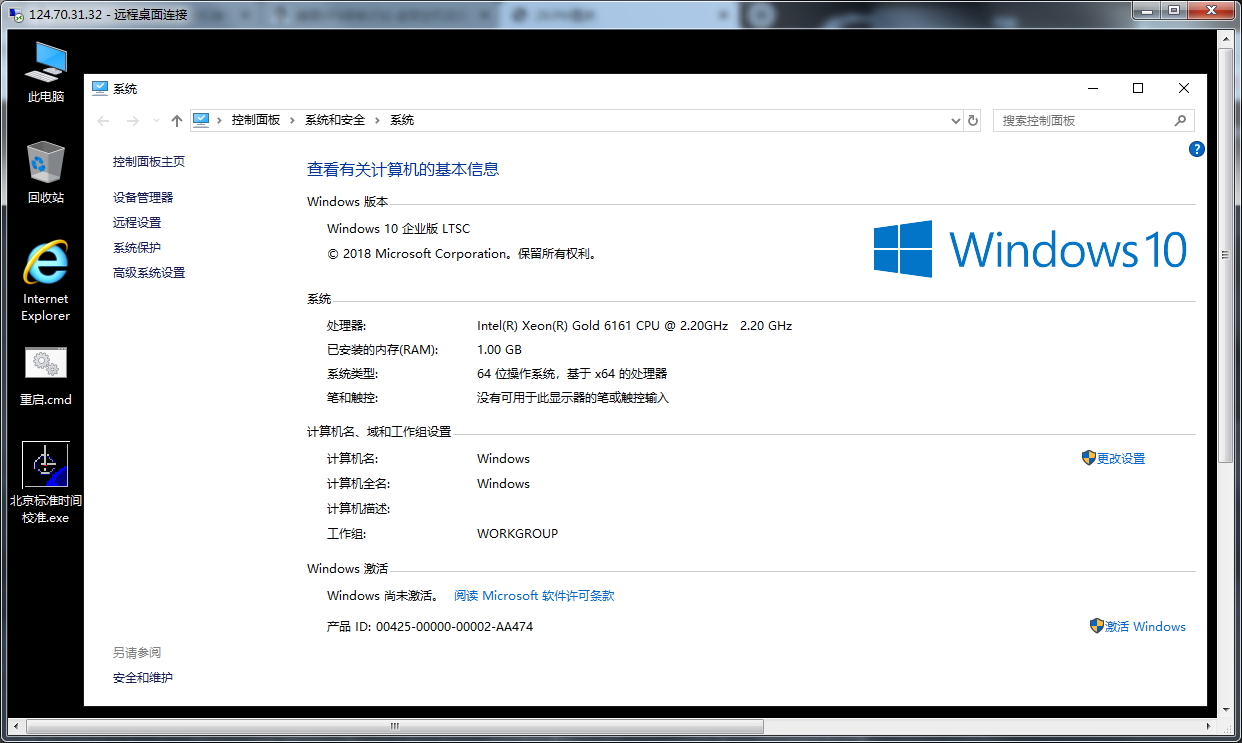 124.70.31.32 - 远程桌面连接
此电脑
回收站
Internet
Explorer
重启.cmd
北京标准时间
校准.exe
系统
控制面板 系统和安全 系统
搜索控制面板
控制面板主页
设备管理器
远程设置
系统保护
高级系统设置
另请参阅
安全和维护
查看有关计算机的基本信息
Windows 版本
Windows 10 企业版 LTSC
© 2018 Microsoft Corporation。保留所有权利。
Windows 10
系统
处理器: Intel(R) Xeon(R) Gold 6161 CPU @ 2.20GHz 2.20 GHz
已安装的内存(RAM): 1.00 GB
系统类型: 64 位操作系统，基于 x64 的处理器
笔和触控: 没有可用于此显示器的笔或触控输入
计算机名、域和工作组设置
计算机名: Windows 更改设置
计算机全名: Windows
计算机描述:
工作组: WORKGROUP
Windows 激活
Windows 尚未激活。 阅读 Microsoft 软件许可条款
产品 ID: 00425-00000-00002-AA474 激活 Windows